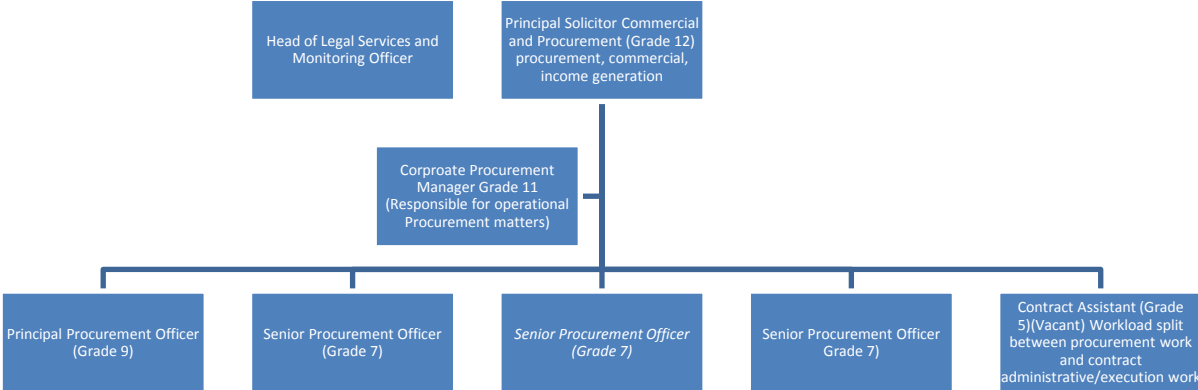 Head of Legal Services and
Monitoring Officer
Principal Solicitor Commercial
and Procurement (Grade 12)
procurement, commercial,
income generation
Corproate Procurement
Manager Grade 11
(Responsible for operational
Procurement matters)
Principal Procurement Officer
(Grade 9)
Senior Procurement Officer
(Grade 7)
Senior Procurement Officer
(Grade 7)
Senior Procurement Officer
Grade 7)
Contract Assistant (Grade
5)(Vacant) Workload split
between procurement work
and contract
administrative/execution work